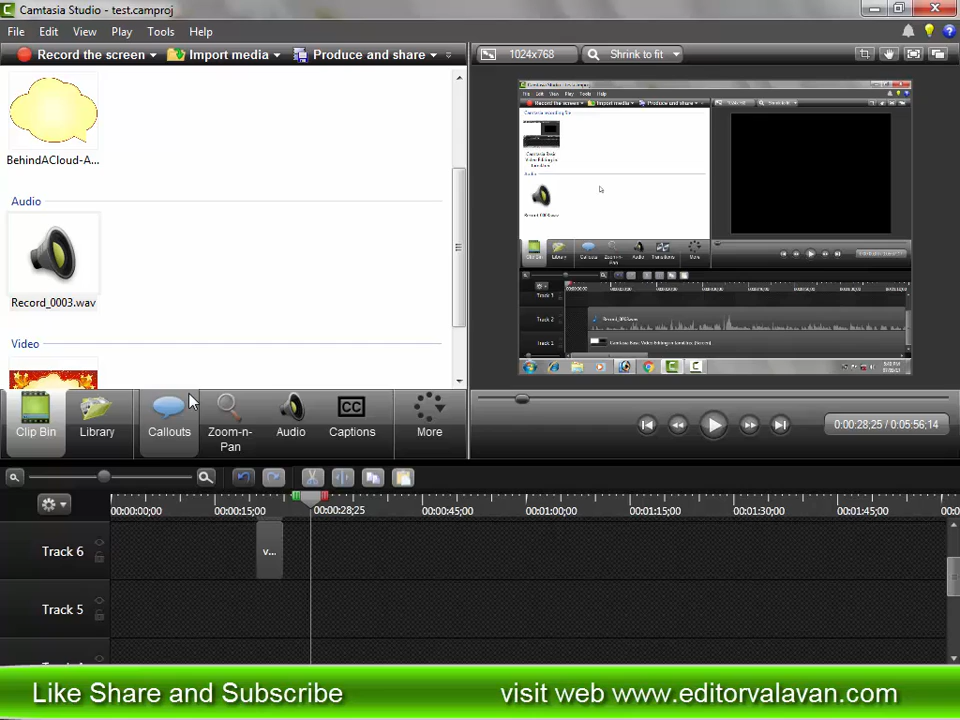 Camtasia Studio - test.camproj
File Edit View Play Tools Help
Record the screen Import media Produce and share
1024x768 Shrink to fit
BehindACloud-A...
Audio
Record_0003.wav
Video
Clip Bin Library Callouts Zoom-n-Pan Audio Captions More
0:00:28;25 / 0:05:56;14
00:00:00;00 00:00:15;00 00:00:28;25 00:00:45;00 00:01:00;00 00:01:15;00 00:01:30;00 00:01:45;00
Track 6
v...
Track 5
Like Share and Subscribe visit web www.editorvalavan.com